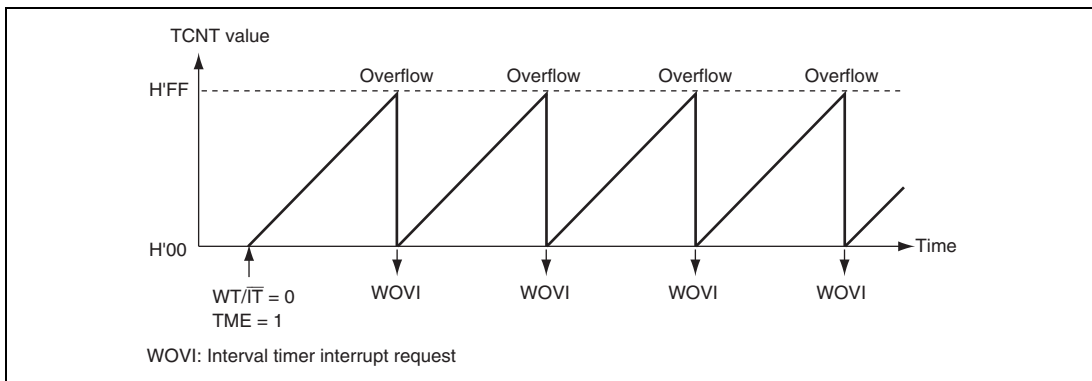 TCNT value
Overflow Overflow Overflow Overflow
H'FF
H'00
Time
WOVI WOVI WOVI WOVI
WT/I̅T̅ = 0
TME = 1
WOVI: Interval timer interrupt request